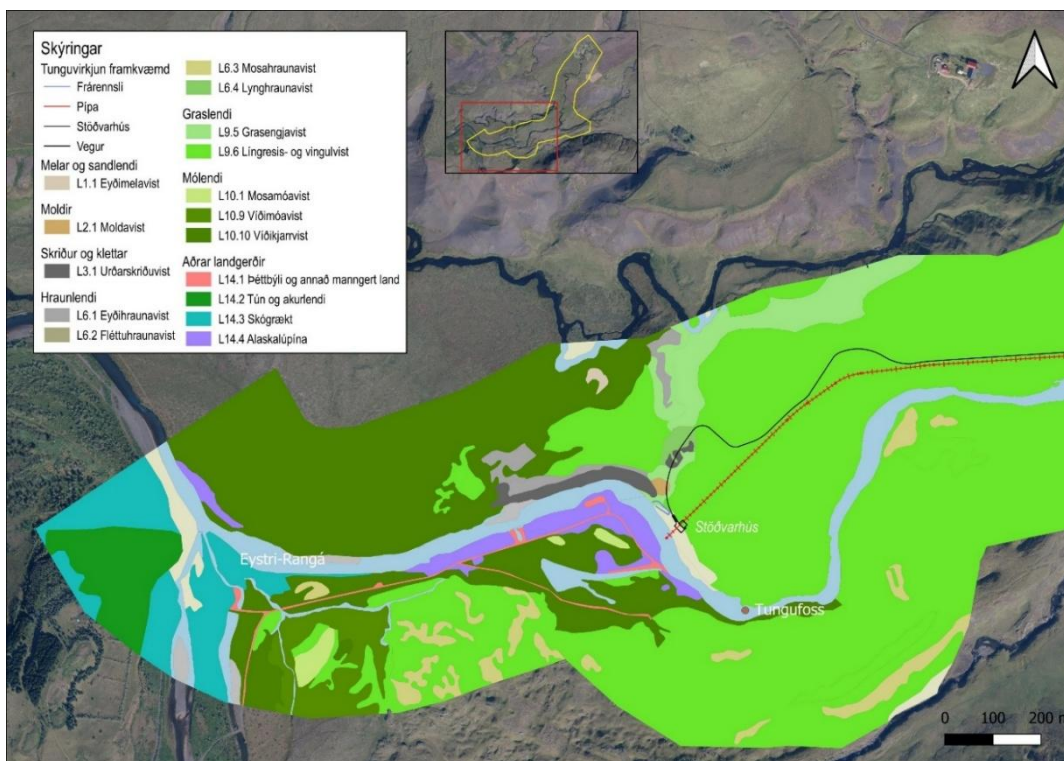 Skýringar
Tunguvirkjun framkvæmd
Frárennsli
Pípa
Stöðvarhús
Vegur
Melar og sandlendi
L1.1 Eyðimelavist
Moldir
L2.1 Moldavist
Skriður og klettar
L3.1 Urðarskriðuvist
Hraunlendi
L6.1 Eyðihraunavist
L6.2 Fléttuhraunavist
L6.3 Mosahraunavist
L6.4 Lynghraunavist
Graslendi
L9.5 Grasengjavist
L9.6 Língresis- og vingulvist
Mólendi
L10.1 Mosamóavist
L10.9 Víðimóavist
L10.10 Víðikjarrvist
Aðrar landgerðir
L14.1 Þéttbýli og annað manngert land
L14.2 Tún og akurlendi
L14.3 Skógrækt
L14.4 Alaskalúpína
Stöðvarhús
Eystri-Rangá
Tungufoss
0 100 200 m